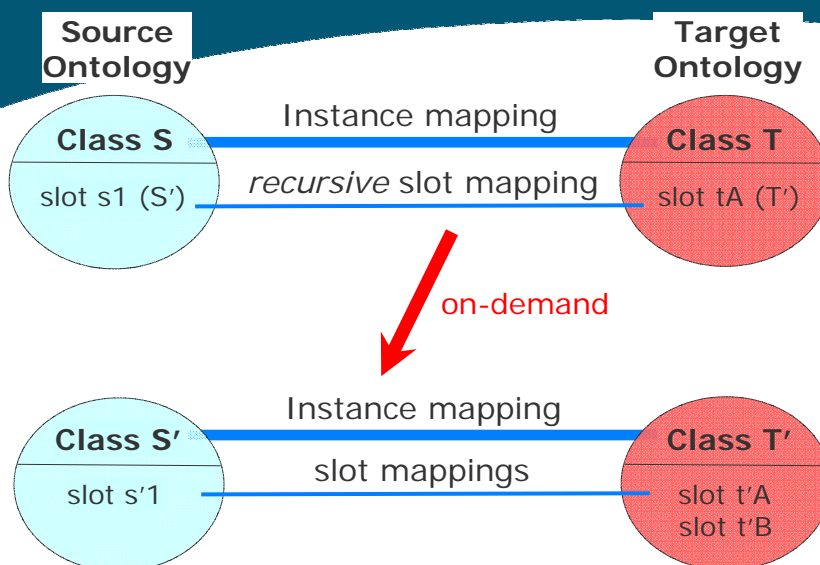 Source
Ontology
Target
Ontology
Class S
Instance mapping
Class T
slot s1 (S')
recursive slot mapping
slot tA (T')
on-demand
Class S'
Instance mapping
Class T'
slot s'1
slot mappings
slot t'A
slot t'B